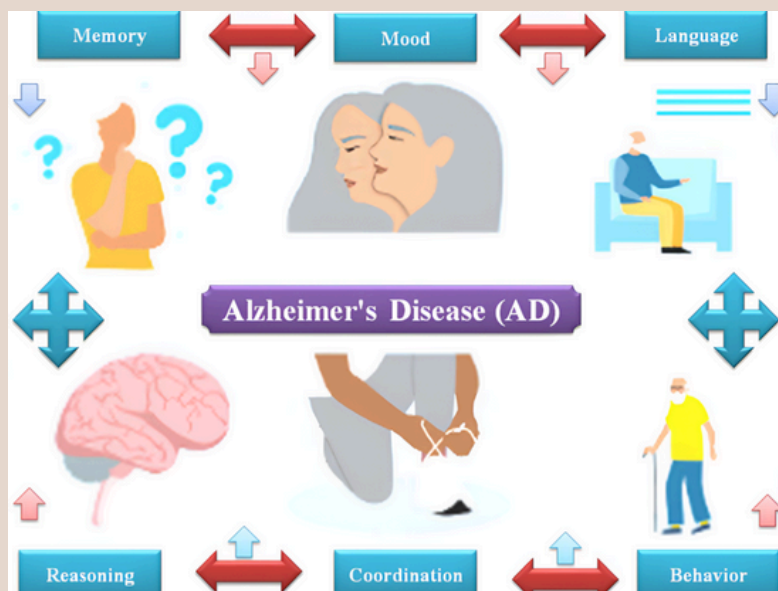 Memory
Mood
Language
? ? ?
Alzheimer's Disease (AD)
Reasoning
Coordination
Behavior